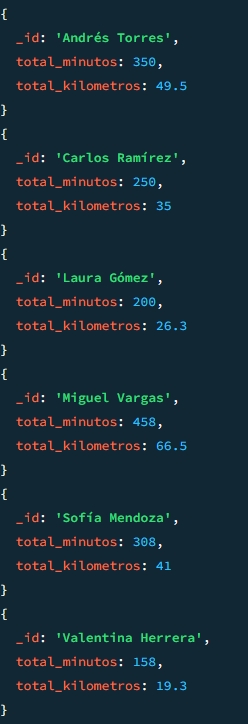 {
  _id: 'Andrés Torres',
  total_minutos: 350,
  total_kilometros: 49.5
}
{
  _id: 'Carlos Ramírez',
  total_minutos: 250,
  total_kilometros: 35
}
{
  _id: 'Laura Gómez',
  total_minutos: 200,
  total_kilometros: 26.3
}
{
  _id: 'Miguel Vargas',
  total_minutos: 458,
  total_kilometros: 66.5
}
{
  _id: 'Sofía Mendoza',
  total_minutos: 308,
  total_kilometros: 41
}
{
  _id: 'Valentina Herrera',
  total_minutos: 158,
  total_kilometros: 19.3
}